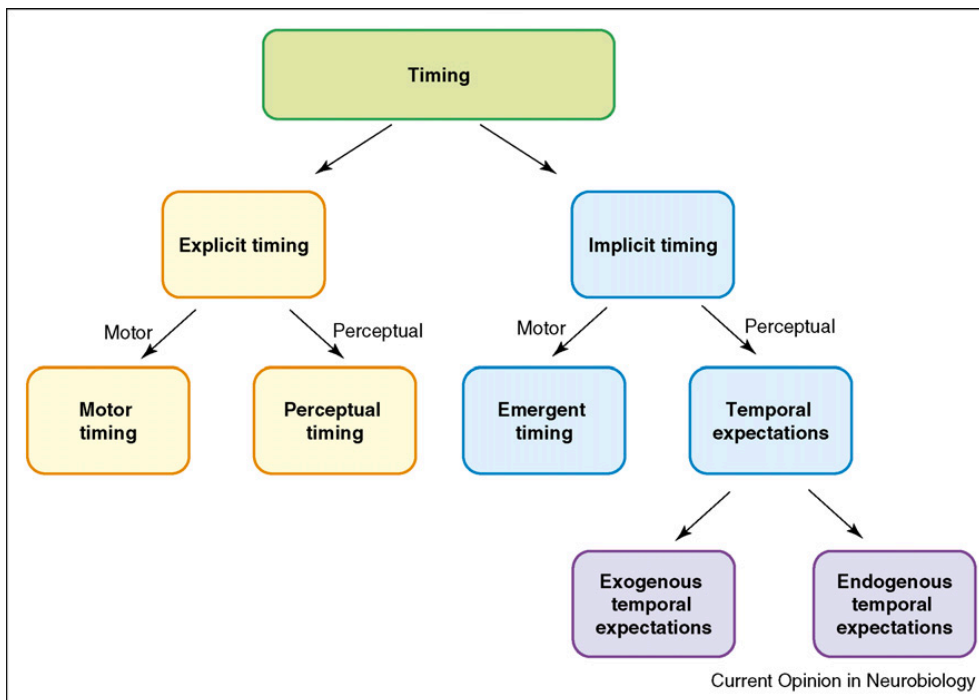 Timing
Explicit timing
Implicit timing
Motor
Perceptual
Motor
Perceptual
Motor
timing
Perceptual
timing
Emergent
timing
Temporal
expectations
Exogenous
temporal
expectations
Endogenous
temporal
expectations
Current Opinion in Neurobiology